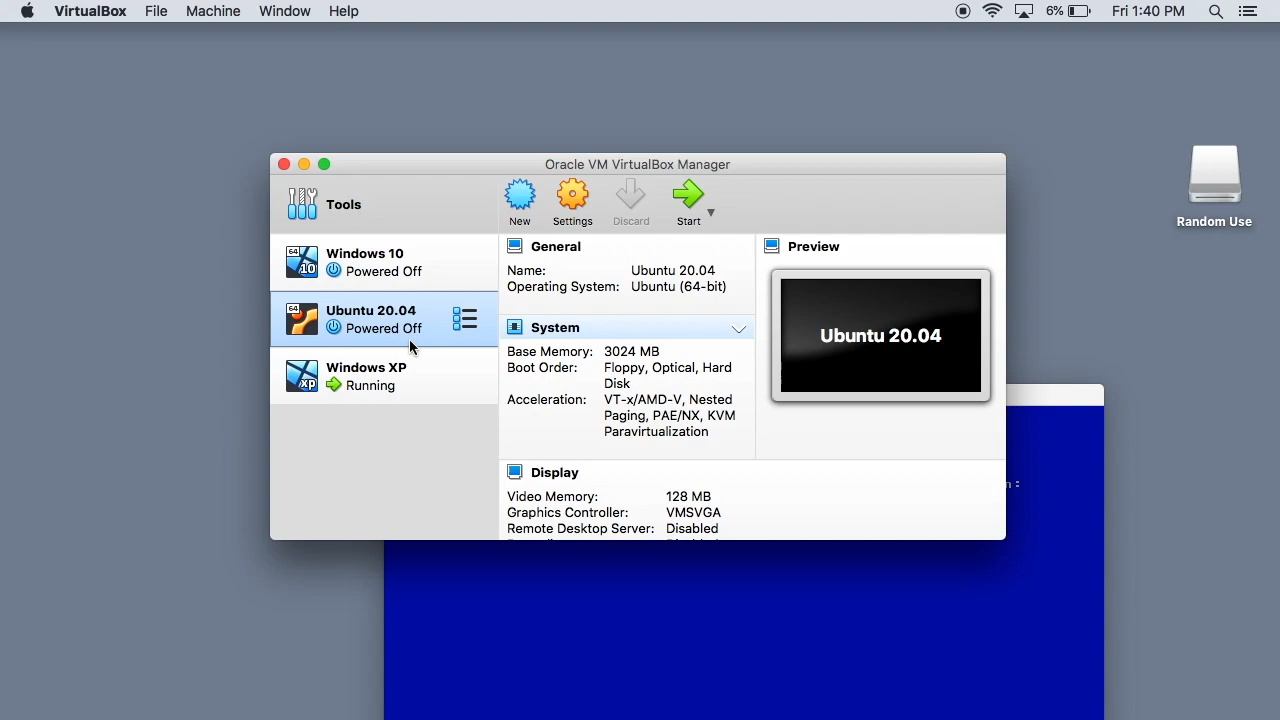 VirtualBox File Machine Window Help 6% Fri 1:40 PM
Oracle VM VirtualBox Manager
Tools
New Settings Discard Start
Random Use
64 10 Windows 10
Powered Off
64 Ubuntu 20.04
Powered Off
XP Windows XP
Running
General
Name: Ubuntu 20.04
Operating System: Ubuntu (64-bit)
System
Base Memory: 3024 MB
Boot Order: Floppy, Optical, Hard
Disk
Acceleration: VT-x/AMD-V, Nested
Paging, PAE/NX, KVM
Paravirtualization
Display
Video Memory: 128 MB
Graphics Controller: VMSVGA
Remote Desktop Server: Disabled
Preview
Ubuntu 20.04
n: